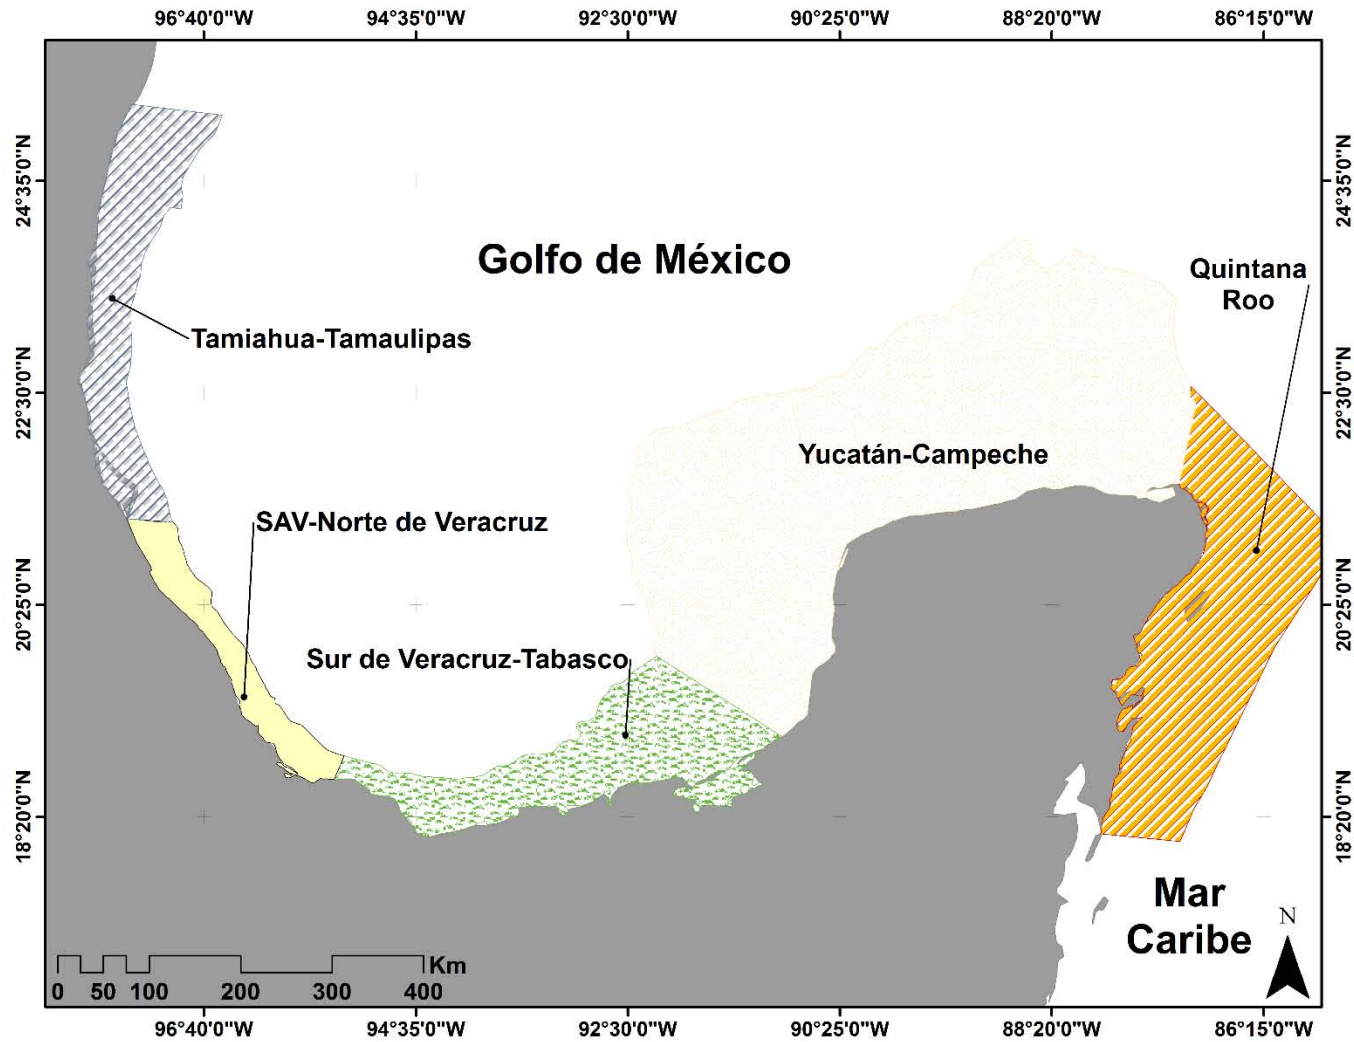 96°40'0"W 94°35'0"W 92°30'0"W 90°25'0"W 88°20'0"W 86°15'0"W
24°35'0"N 24°35'0"N
Golfo de México
Quintana
Roo
Tamiahua-Tamaulipas
22°30'0"N 22°30'0"N
Yucatán-Campeche
SAV-Norte de Veracruz
20°25'0"N 20°25'0"N
Sur de Veracruz-Tabasco
18°20'0"N 18°20'0"N
Mar
Caribe
N
Km
0 50 100 200 300 400
96°40'0"W 94°35'0"W 92°30'0"W 90°25'0"W 88°20'0"W 86°15'0"W